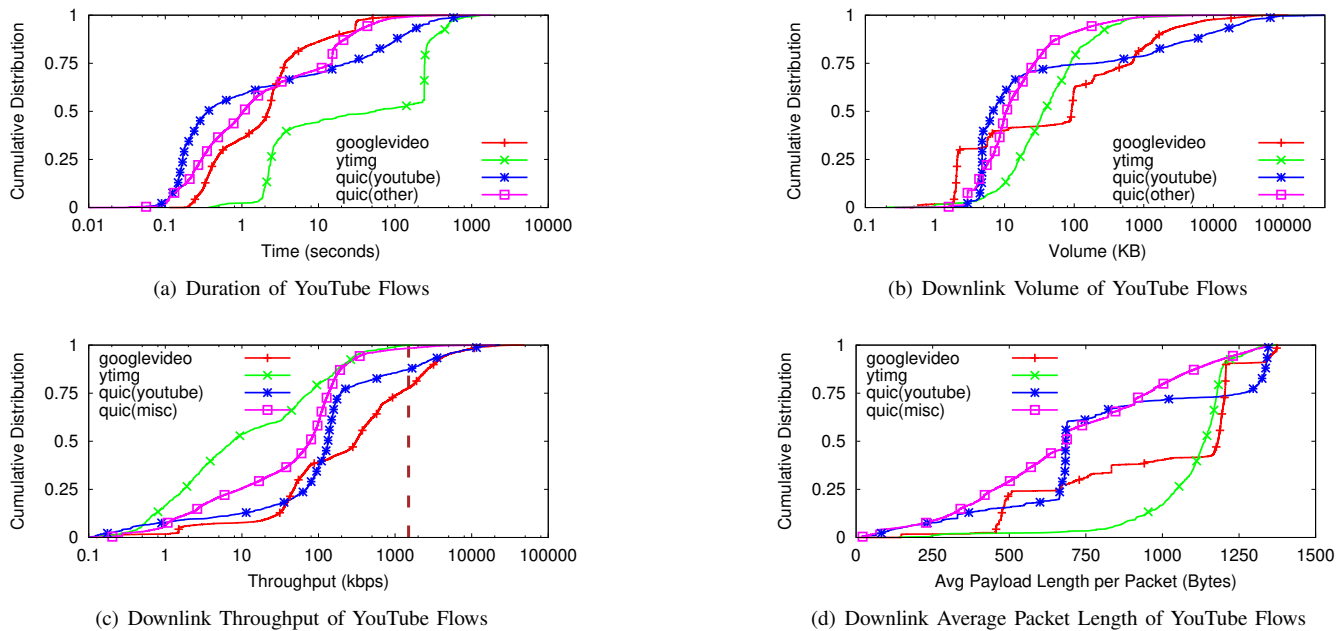 1
0.75
0.5
0.25
0
Cumulative Distribution
googlevideo
ytimg
quic(youtube)
quic(other)
0.01 0.1 1 10 100 1000 10000
Time (seconds)
(a) Duration of YouTube Flows
1
0.75
0.5
0.25
0
Cumulative Distribution
googlevideo
ytimg
quic(youtube)
quic(other)
1 10 100 1000 10000 100000
Volume (KB)
(b) Downlink Volume of YouTube Flows
1
0.75
0.5
0.25
0
Cumulative Distribution
googlevideo
ytimg
quic(youtube)
quic(misc)
0.1 1 10 100 1000 10000 100000
Throughput (kbps)
(c) Downlink Throughput of YouTube Flows
1
0.75
0.5
0.25
0
Cumulative Distribution
googlevideo
ytimg
quic(youtube)
quic(misc)
0 250 500 750 1000 1250 1500
Avg Payload Length per Packet (Bytes)
(d) Downlink Average Packet Length of YouTube Flows